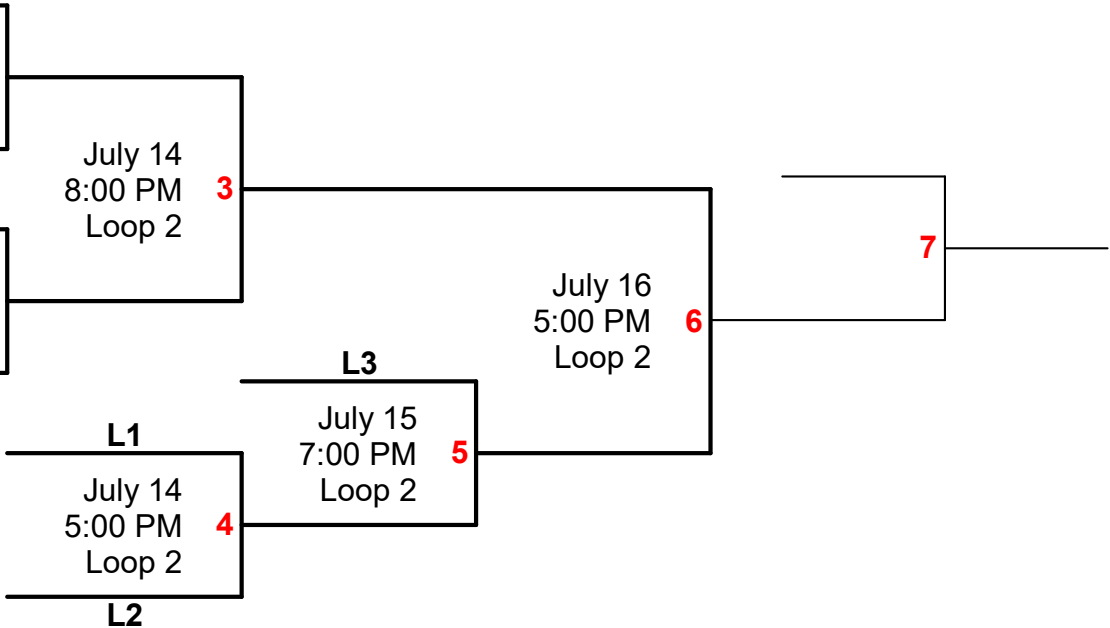 July 14
8:00 PM
Loop 2
3
7
July 16
5:00 PM
Loop 2
6
L3
July 15
7:00 PM
Loop 2
5
L1
July 14
5:00 PM
Loop 2
4
L2